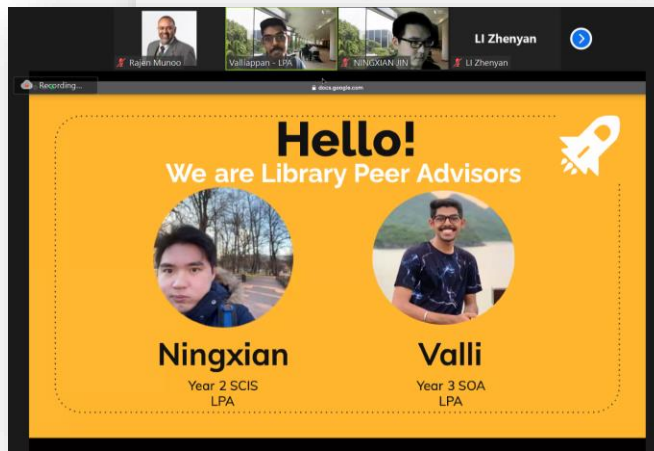 LI Zhenyan
Rajen Munoo
Valliappan - LPA
NINGXIAN JIN
LI Zhenyan
Recording...
docs.google.com
Hello!
We are Library Peer Advisors
Ningxian
Valli
Year 2 SCIS
LPA
Year 3 SOA
LPA